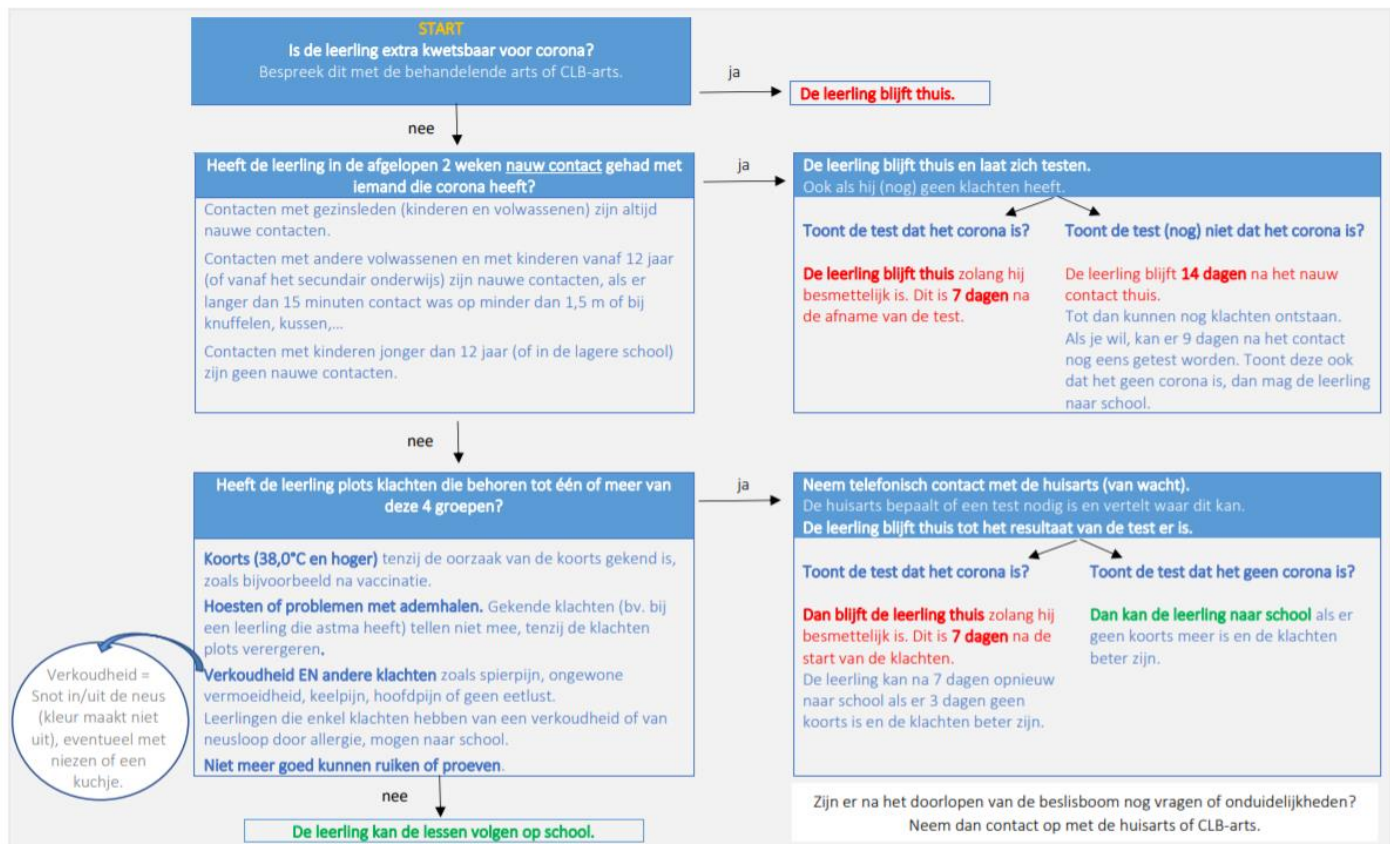 START
Is de leerling extra kwetsbaar voor corona?
Bespreek dit met de behandelende arts of CLB-arts.
ja
De leerling blijft thuis.
nee
Heeft de leerling in de afgelopen 2 weken nauw contact gehad met
iemand die corona heeft?
Contacten met gezinsleden (kinderen en volwassenen) zijn altijd
nauwe contacten.
Contacten met andere volwassenen en met kinderen vanaf 12 jaar
(of vanaf het secundair onderwijs) zijn nauwe contacten, als er
langer dan 15 minuten contact was op minder dan 1,5 m of bij
knuffelen, kussen,...
Contacten met kinderen jonger dan 12 jaar (of in de lagere school)
zijn geen nauwe contacten.
ja
De leerling blijft thuis en laat zich testen.
Ook als hij (nog) geen klachten heeft.
Toont de test dat het corona is?
De leerling blijft thuis zolang hij
besmettelijk is. Dit is 7 dagen na
de afname van de test.
Toont de test (nog) niet dat het corona is?
De leerling blijft 14 dagen na het nauw
contact thuis.
Tot dan kunnen nog klachten ontstaan.
Als je wil, kan er 9 dagen na het contact
nog eens getest worden. Toont deze ook
dat het geen corona is, dan mag de leerling
naar school.
nee
Heeft de leerling plots klachten die behoren tot één of meer van
deze 4 groepen?
Koorts (38,0°C en hoger) tenzij de oorzaak van de koorts gekend is,
zoals bijvoorbeeld na vaccinatie.
Hoesten of problemen met ademhalen. Gekende klachten (bv. bij
een leerling die astma heeft) tellen niet mee, tenzij de klachten
plots verergeren.
Verkoudheid EN andere klachten zoals spierpijn, ongewone
vermoeidheid, keelpijn, hoofdpijn of geen eetlust.
Leerlingen die enkel klachten hebben van een verkoudheid of van
neusloop door allergie, mogen naar school.
Niet meer goed kunnen ruiken of proeven.
Verkoudheid =
Snot in/uit de neus
(kleur maakt niet
uit), eventueel met
niezen of een
kuchje.
ja
Neem telefonisch contact met de huisarts (van wacht).
De huisarts bepaalt of een test nodig is en vertelt waar dit kan.
De leerling blijft thuis tot het resultaat van de test er is.
Toont de test dat het corona is?
Dan blijft de leerling thuis zolang hij
besmettelijk is. Dit is 7 dagen na de
start van de klachten.
De leerling kan na 7 dagen opnieuw
naar school als er 3 dagen geen
koorts is en de klachten beter zijn.
Toont de test dat het geen corona is?
Dan kan de leerling naar school als er
geen koorts meer is en de klachten
beter zijn.
nee
De leerling kan de lessen volgen op school.
Zijn er na het doorlopen van de beslisboom nog vragen of onduidelijkheden?
Neem dan contact op met de huisarts of CLB-arts.